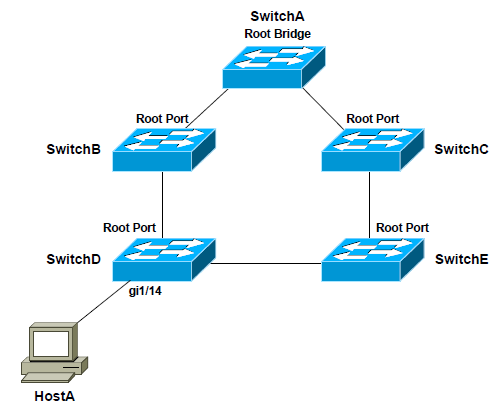 SwitchA
Root Bridge
Root Port
Root Port
SwitchB
SwitchC
Root Port
Root Port
SwitchD
SwitchE
gi1/14
HostA